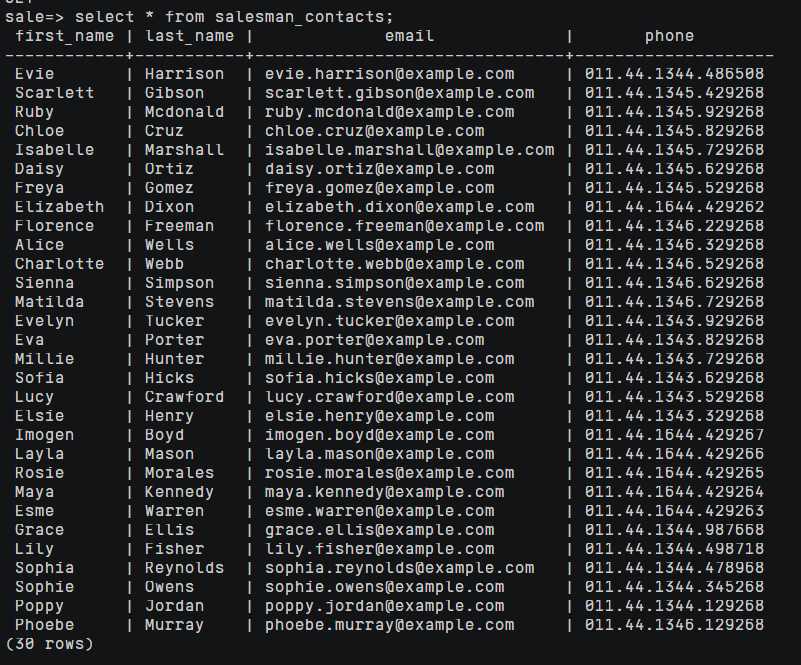 sale=> select * from salesman_contacts;
 first_name | last_name |             email             |       phone
------------+-----------+-------------------------------+--------------------
 Evie       | Harrison  | evie.harrison@example.com     | 011.44.1344.486508
 Scarlett   | Gibson    | scarlett.gibson@example.com   | 011.44.1345.429268
 Ruby       | Mcdonald  | ruby.mcdonald@example.com     | 011.44.1345.929268
 Chloe      | Cruz      | chloe.cruz@example.com        | 011.44.1345.829268
 Isabelle   | Marshall  | isabelle.marshall@example.com | 011.44.1345.729268
 Daisy      | Ortiz     | daisy.ortiz@example.com       | 011.44.1345.629268
 Freya      | Gomez     | freya.gomez@example.com       | 011.44.1345.529268
 Elizabeth  | Dixon     | elizabeth.dixon@example.com   | 011.44.1644.429262
 Florence   | Freeman   | florence.freeman@example.com  | 011.44.1346.229268
 Alice      | Wells     | alice.wells@example.com       | 011.44.1346.329268
 Charlotte  | Webb      | charlotte.webb@example.com    | 011.44.1346.529268
 Sienna     | Simpson   | sienna.simpson@example.com    | 011.44.1346.629268
 Matilda    | Stevens   | matilda.stevens@example.com   | 011.44.1346.729268
 Evelyn     | Tucker    | evelyn.tucker@example.com     | 011.44.1343.929268
 Eva        | Porter    | eva.porter@example.com        | 011.44.1343.829268
 Millie     | Hunter    | millie.hunter@example.com     | 011.44.1343.729268
 Sofia      | Hicks     | sofia.hicks@example.com       | 011.44.1343.629268
 Lucy       | Crawford  | lucy.crawford@example.com     | 011.44.1343.529268
 Elsie      | Henry     | elsie.henry@example.com       | 011.44.1343.329268
 Imogen     | Boyd      | imogen.boyd@example.com       | 011.44.1644.429267
 Layla      | Mason     | layla.mason@example.com       | 011.44.1644.429266
 Rosie      | Morales   | rosie.morales@example.com     | 011.44.1644.429265
 Maya       | Kennedy   | maya.kennedy@example.com      | 011.44.1644.429264
 Esme       | Warren    | esme.warren@example.com       | 011.44.1644.429263
 Grace      | Ellis     | grace.ellis@example.com       | 011.44.1344.987668
 Lily       | Fisher    | lily.fisher@example.com       | 011.44.1344.498718
 Sophia     | Reynolds  | sophia.reynolds@example.com   | 011.44.1344.478968
 Sophie     | Owens     | sophie.owens@example.com      | 011.44.1344.345268
 Poppy      | Jordan    | poppy.jordan@example.com      | 011.44.1344.129268
 Phoebe     | Murray    | phoebe.murray@example.com     | 011.44.1346.129268
(30 rows)